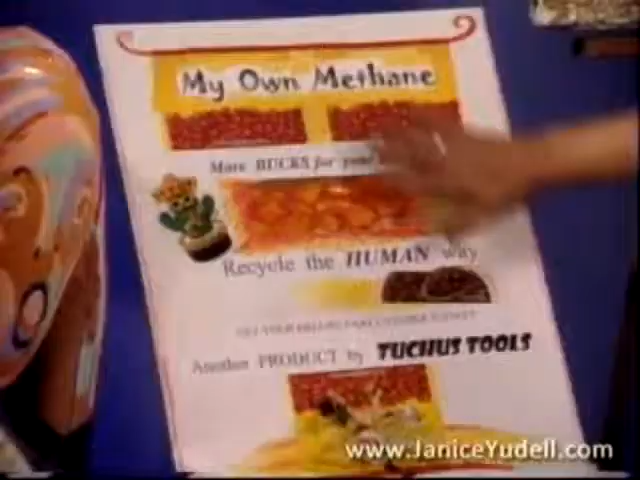 My Own Methane
More BUCKS for your
Recycle the HUMAN way
Another PRODUCT by TUCHUS TOOLS
www.JaniceYudell.com